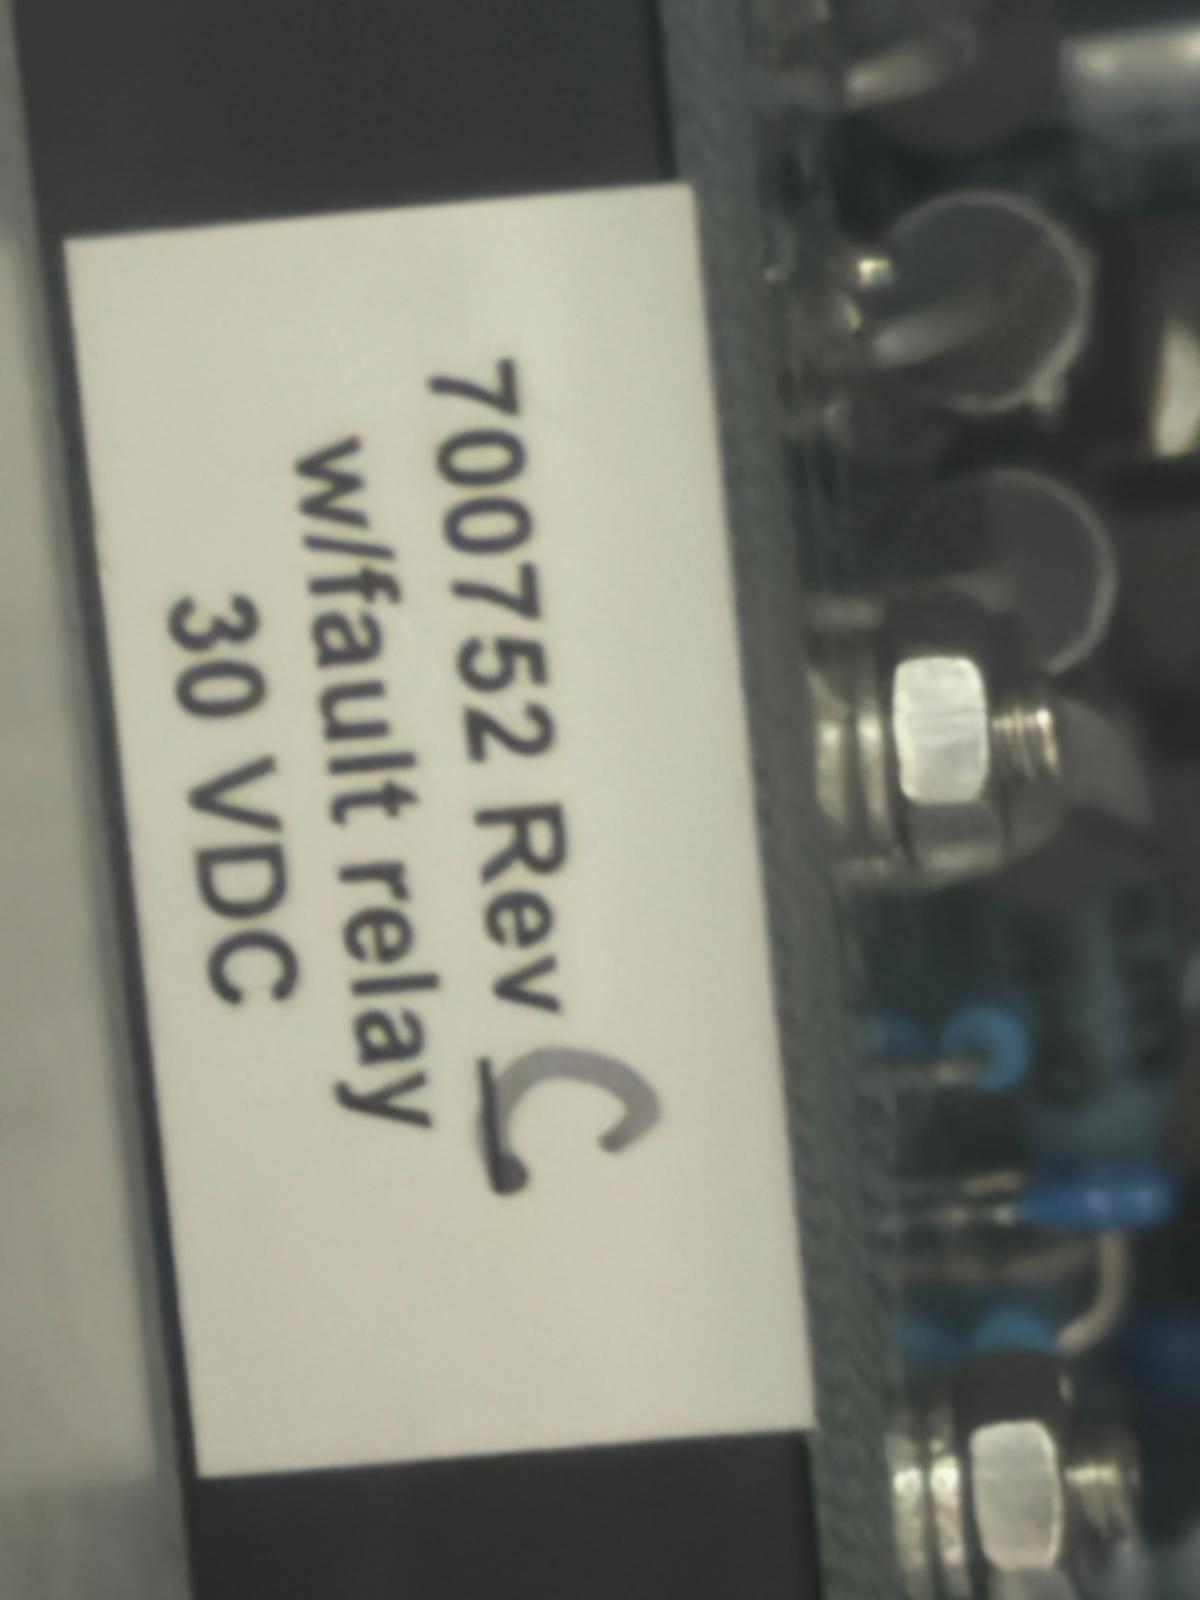 700752 Rev C
w/fault relay
30 VDC